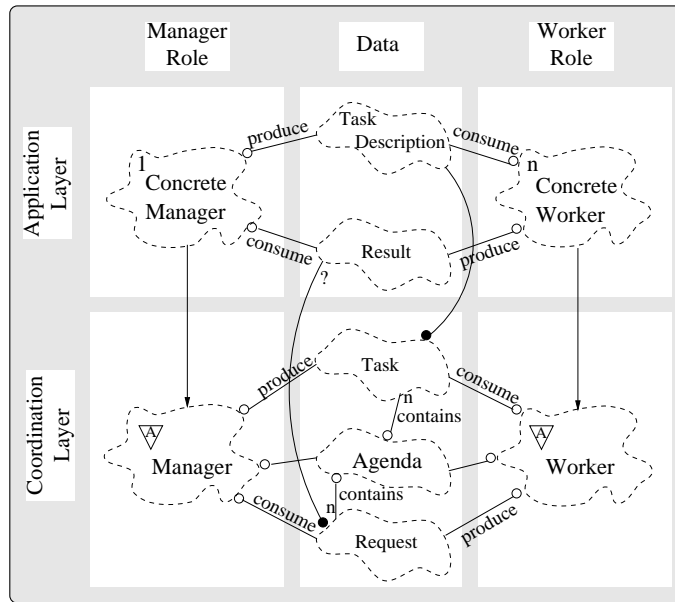 Manager
Role
Data
Worker
Role
Application
Layer
produce
Task
Description
consume
1
Concrete
Manager
n
Concrete
Worker
consume
Result
?
produce
Coordination
Layer
produce
Task
consume
n
contains
A
Manager
Agenda
A
Worker
contains
n
consume
Request
produce